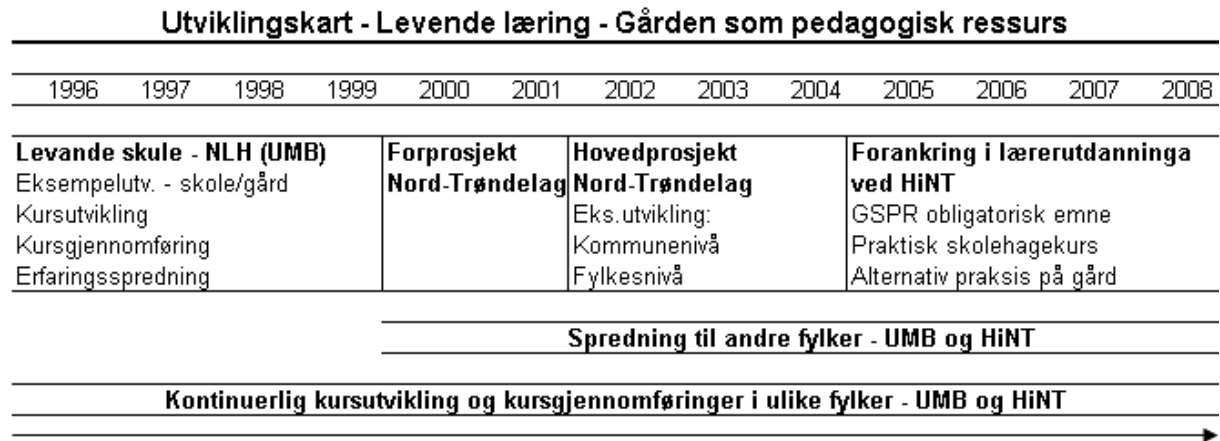 Utviklingskart - Levende læring - Gården som pedagogisk ressurs
1996 1997 1998 1999 2000 2001 2002 2003 2004 2005 2006 2007 2008
Levande skule - NLH (UMB)
Eksempelutv. - skole/gård
Kursutvikling
Kursgjennomføring
Erfaringsspredning
Forprosjekt
Nord-Trøndelag
Hovedprosjekt
Nord-Trøndelag
Eks.utvikling:
Kommunenivå
Fylkesnivå
Forankring i lærerutdanninga
ved HiNT
GSPR obligatorisk emne
Praktisk skolehagekurs
Alternativ praksis på gård
Spredning til andre fylker - UMB og HiNT
Kontinuerlig kursutvikling og kursgjennomføringer i ulike fylker - UMB og HiNT